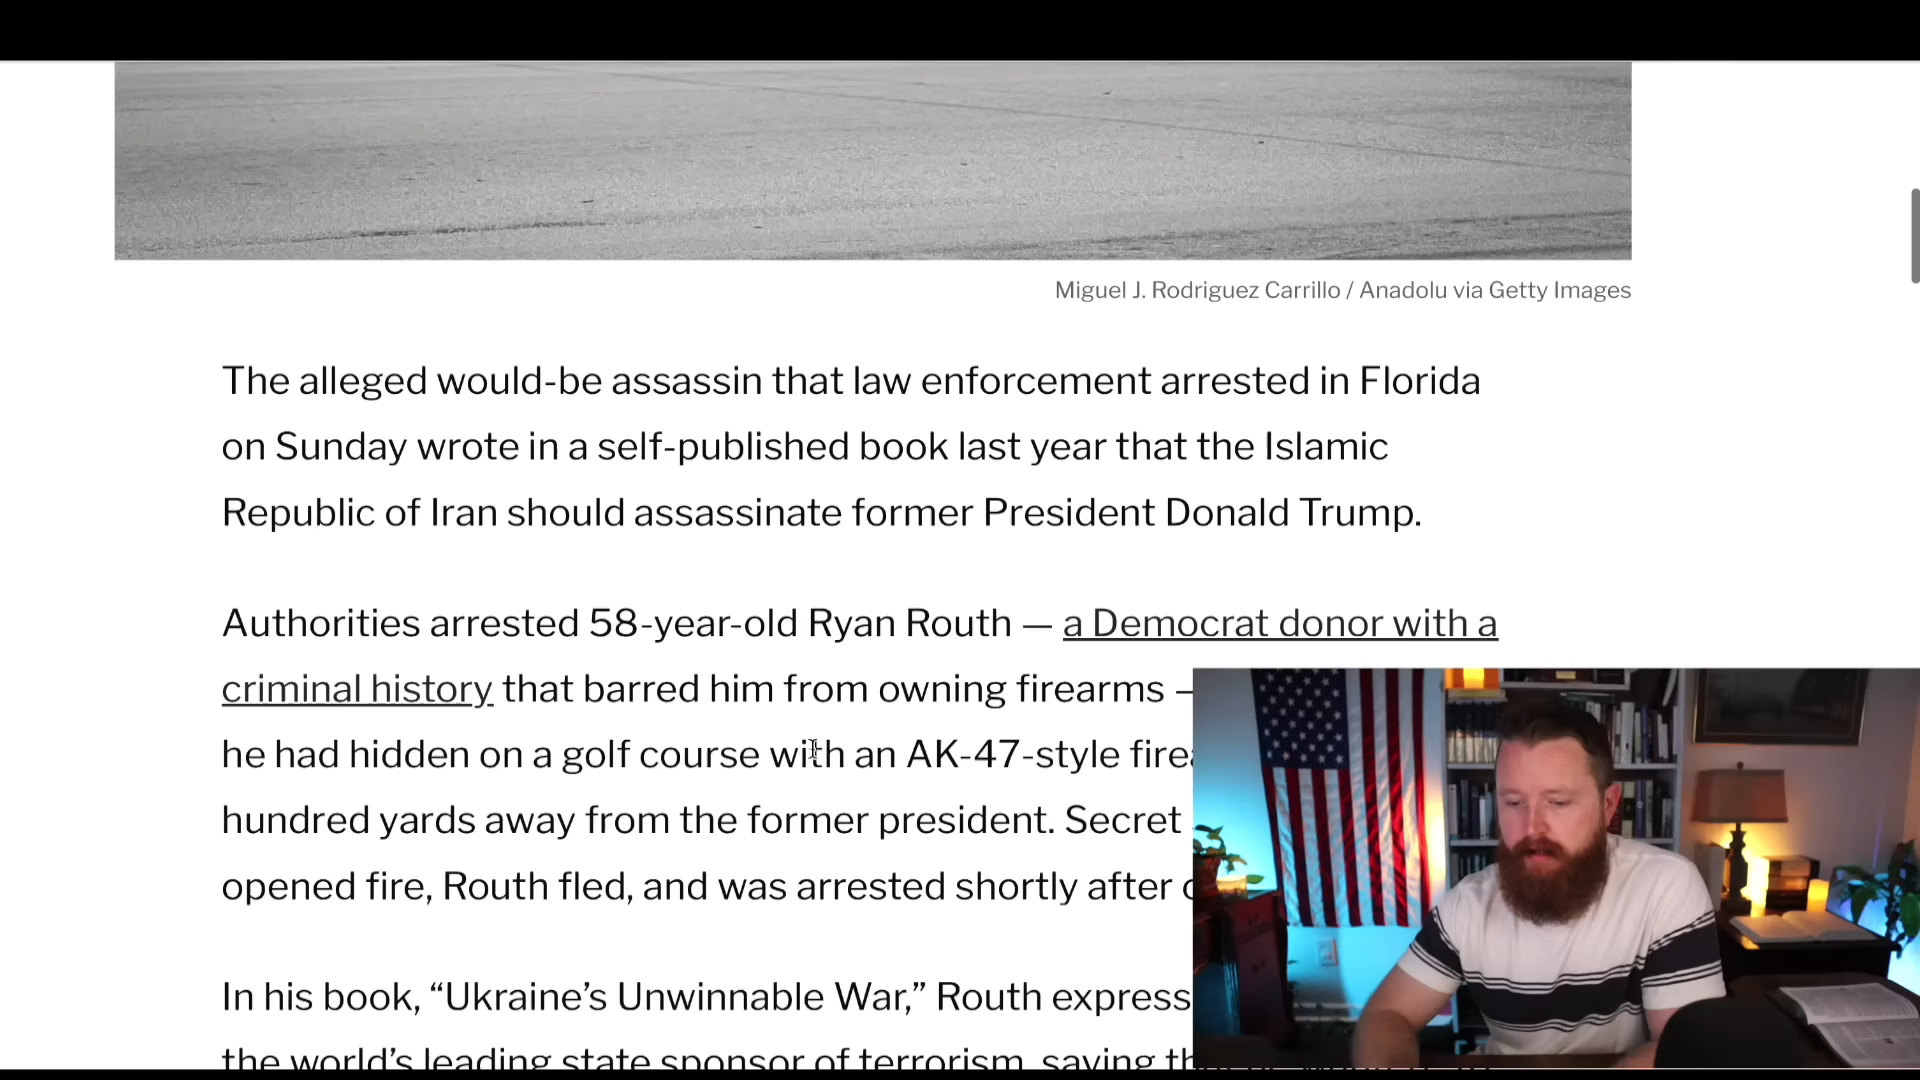 Miguel J. Rodriguez Carrillo / Anadolu via Getty Images
The alleged would-be assassin that law enforcement arrested in Florida
on Sunday wrote in a self-published book last year that the Islamic
Republic of Iran should assassinate former President Donald Trump.
Authorities arrested 58-year-old Ryan Routh — a Democrat donor with a
criminal history that barred him from owning firearms —
he had hidden on a golf course with an AK-47-style
hundred yards away from the former president. Secret
opened fire, Routh fled, and was arrested shortly after
In his book, “Ukraine’s Unwinnable War,” Routh
the world’s leading state sponsor of terrorism, saying